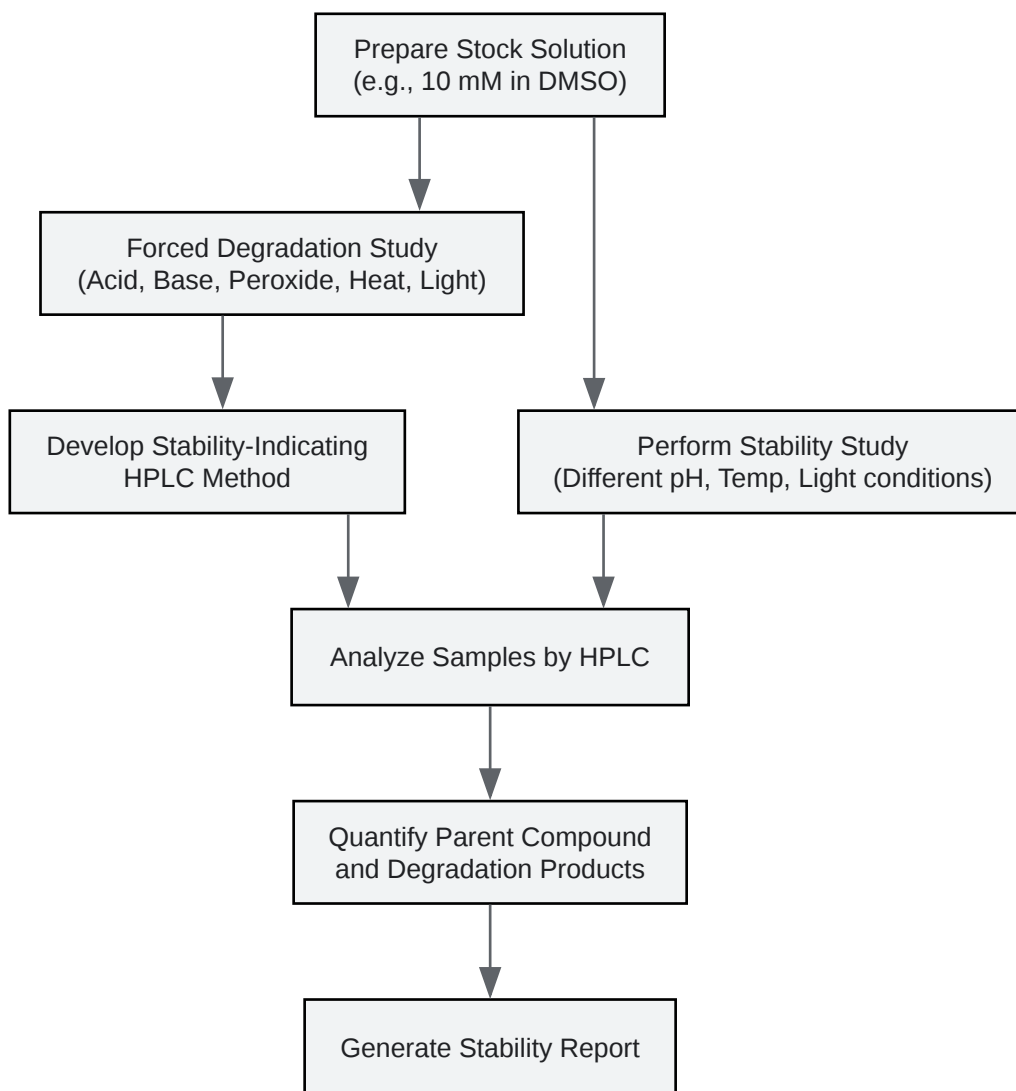 Prepare Stock Solution
(e.g., 10 mM in DMSO)
Forced Degradation Study
(Acid, Base, Peroxide, Heat, Light)
Develop Stability-Indicating
HPLC Method
Perform Stability Study
(Different pH, Temp, Light conditions)
Analyze Samples by HPLC
Quantify Parent Compound
and Degradation Products
Generate Stability Report